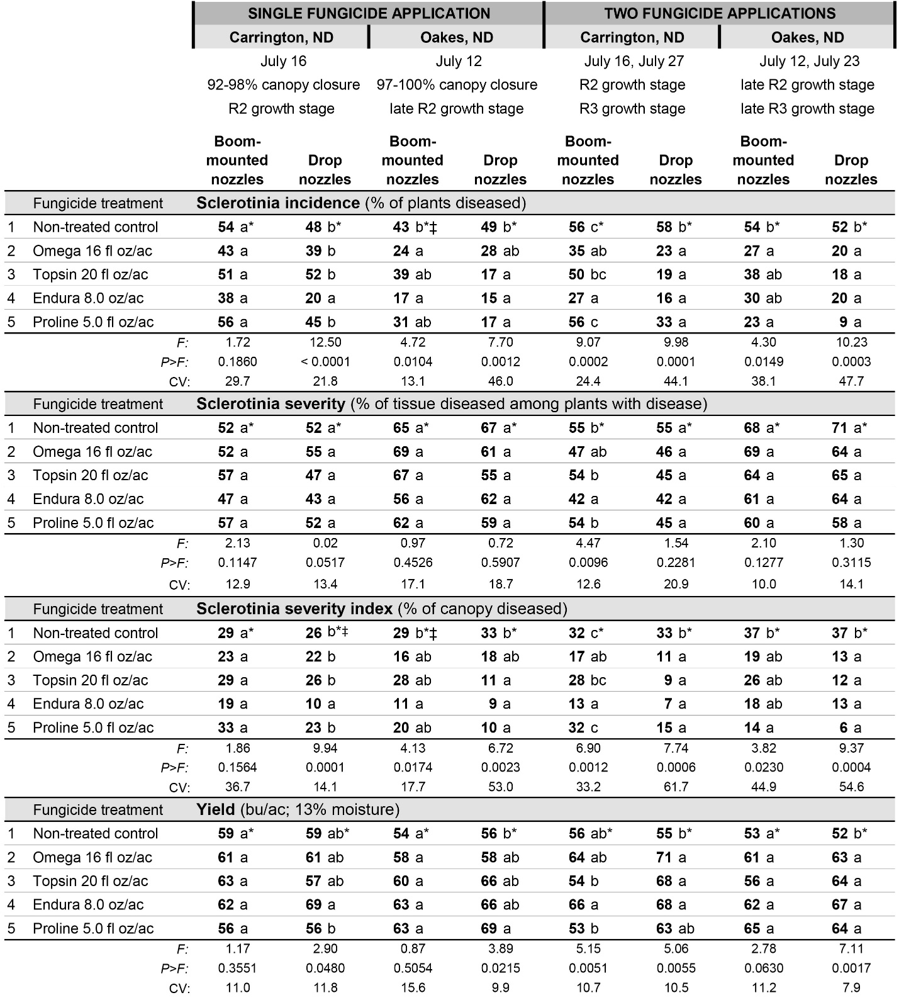 SINGLE FUNGICIDE APPLICATION TWO FUNGICIDE APPLICATIONS
Carrington, ND Oakes, ND Carrington, ND Oakes, ND
July 16 July 12 July 16, July 27 July 12, July 23
92-98% canopy closure 97-100% canopy closure R2 growth stage late R2 growth stage
R2 growth stage late R2 growth stage R3 growth stage late R3 growth stage
Boom- Boom- Boom- Boom-
mounted Drop mounted Drop mounted Drop mounted Drop
nozzles nozzles nozzles nozzles nozzles nozzles nozzles nozzles
Fungicide treatment Sclerotinia incidence (% of plants diseased)
1 Non-treated control 54 a* 48 b* 43 b*‡ 49 b* 56 c* 58 b* 54 b* 52 b*
2 Omega 16 fl oz/ac 43 a 39 b 24 a 28 ab 35 ab 23 a 27 a 20 a
3 Topsin 20 fl oz/ac 51 a 52 b 39 ab 17 a 50 bc 19 a 38 ab 18 a
4 Endura 8.0 oz/ac 38 a 20 a 17 a 15 a 27 a 16 a 30 ab 20 a
5 Proline 5.0 fl oz/ac 56 a 45 b 31 ab 17 a 56 c 33 a 23 a 9 a
F: 1.72 12.50 4.72 7.70 9.07 9.98 4.30 10.23
P>F: 0.1860 < 0.0001 0.0104 0.0012 0.0002 0.0001 0.0149 0.0003
CV: 29.7 21.8 13.1 46.0 24.4 44.1 38.1 47.7
Fungicide treatment Sclerotinia severity (% of tissue diseased among plants with disease)
1 Non-treated control 52 a* 52 a* 65 a* 67 a* 55 b* 55 a* 68 a* 71 a*
2 Omega 16 fl oz/ac 52 a 55 a 69 a 61 a 47 ab 46 a 69 a 64 a
3 Topsin 20 fl oz/ac 57 a 47 a 67 a 55 a 54 b 45 a 64 a 65 a
4 Endura 8.0 oz/ac 47 a 43 a 56 a 62 a 42 a 42 a 61 a 64 a
5 Proline 5.0 fl oz/ac 57 a 52 a 62 a 59 a 54 b 45 a 60 a 58 a
F: 2.13 0.02 0.97 0.72 4.47 1.54 2.10 1.30
P>F: 0.1147 0.0517 0.4526 0.5907 0.0096 0.2281 0.1277 0.3115
CV: 12.9 13.4 17.1 18.7 12.6 20.9 10.0 14.1
Fungicide treatment Sclerotinia severity index (% of canopy diseased)
1 Non-treated control 29 a* 26 b*‡ 29 b*‡ 33 b* 32 c* 33 b* 37 b* 37 b*
2 Omega 16 fl oz/ac 23 a 22 b 16 ab 18 ab 17 ab 11 a 19 ab 13 a
3 Topsin 20 fl oz/ac 29 a 26 b 28 ab 11 a 28 bc 9 a 26 ab 12 a
4 Endura 8.0 oz/ac 19 a 10 a 11 a 9 a 13 a 7 a 18 ab 13 a
5 Proline 5.0 fl oz/ac 33 a 23 b 20 ab 10 a 32 c 15 a 14 a 6 a
F: 1.86 9.94 4.13 6.72 6.90 7.74 3.82 9.37
P>F: 0.1564 0.0001 0.0174 0.0023 0.0012 0.0006 0.0230 0.0004
CV: 36.7 14.1 17.7 53.0 33.2 61.7 44.9 54.6
Fungicide treatment Yield (bu/ac; 13% moisture)
1 Non-treated control 59 a* 59 ab* 54 a* 56 b* 56 ab* 55 b* 53 a* 52 b*
2 Omega 16 fl oz/ac 61 a 61 ab 58 a 58 ab 64 ab 71 a 61 a 63 a
3 Topsin 20 fl oz/ac 63 a 57 ab 60 a 66 ab 54 b 68 a 56 a 64 a
4 Endura 8.0 oz/ac 62 a 69 a 63 a 66 ab 66 a 68 a 62 a 67 a
5 Proline 5.0 fl oz/ac 56 a 56 b 63 a 69 a 53 b 63 ab 65 a 64 a
F: 1.17 2.90 0.87 3.89 5.15 5.06 2.78 7.11
P>F: 0.3551 0.0480 0.5054 0.0215 0.0051 0.0055 0.0630 0.0017
CV: 11.0 11.8 15.6 9.9 10.7 10.5 11.2 7.9